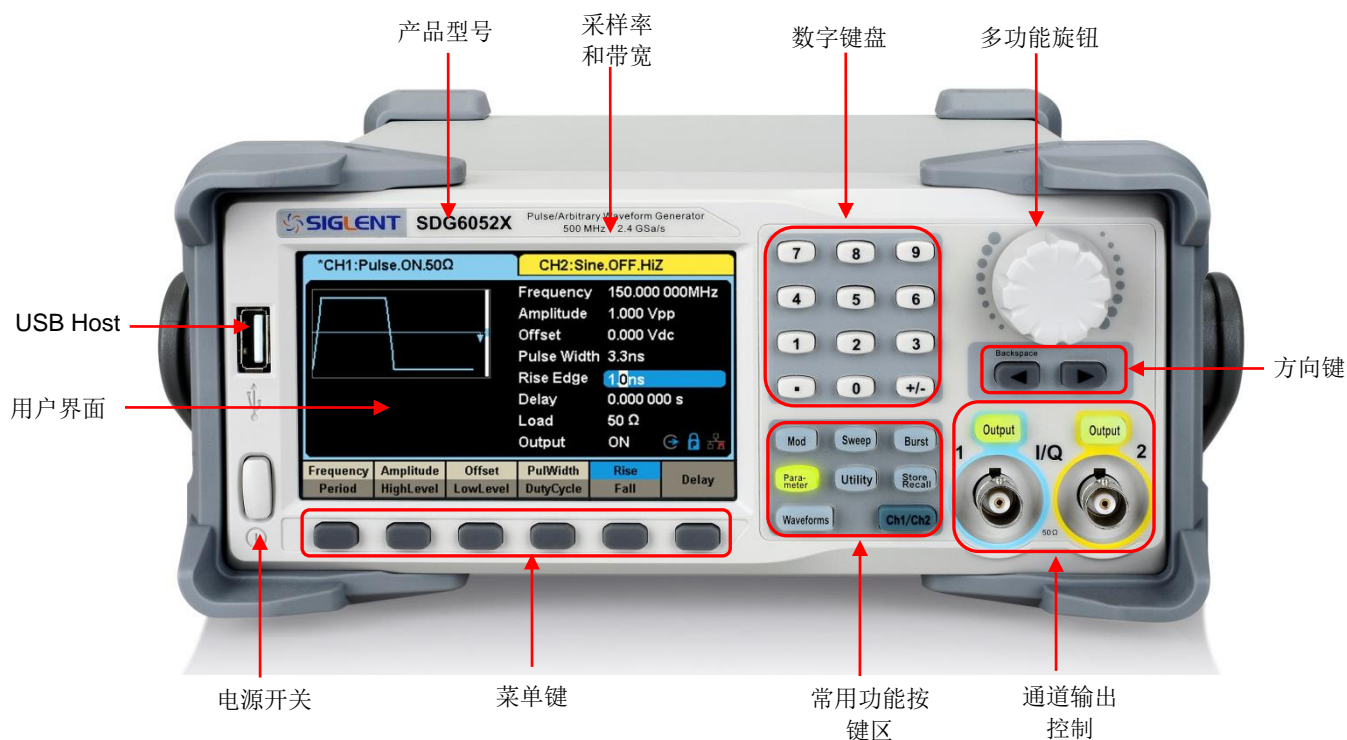 产品型号
采样率
和带宽
数字键盘
多功能旋钮
SIGLENT SDG6052X
Pulse/Arbitrary Waveform Generator
500 MHz 2.4 GSa/s
*CH1:Pulse.ON.50Ω
CH2:Sine.OFF.HiZ
Frequency 150.000 000MHz
Amplitude 1.000 Vpp
Offset 0.000 Vdc
Pulse Width 3.3ns
Rise Edge 1.0ns
Delay 0.000 000 s
Load 50 Ω
Output ON
Frequency Amplitude Offset PulWidth Rise Delay
Period HighLevel LowLevel DutyCycle Fall
7 8 9
4 5 6
1 2 3
. 0 +/-
Mod Sweep Burst
Para-
meter
Utility
Store
Recall
Waveforms Ch1/Ch2
Backspace
Output Output
1 I/Q 2
50Ω
USB Host
用户界面
方向键
电源开关
菜单键
常用功能按
键区
通道输出
控制